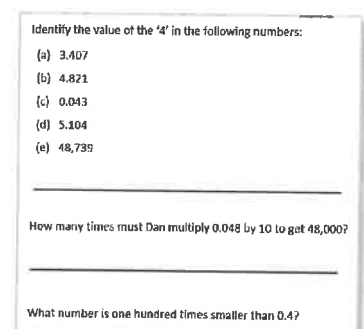 Identify the value of the '4' in the following numbers:
(a) 3.407
(b) 4.821
(c) 0.043
(d) 5.104
(e) 48,739
How many times must Dan multiply 0.048 by 10 to get 48,000?
What number is one hundred times smaller than 0.4?